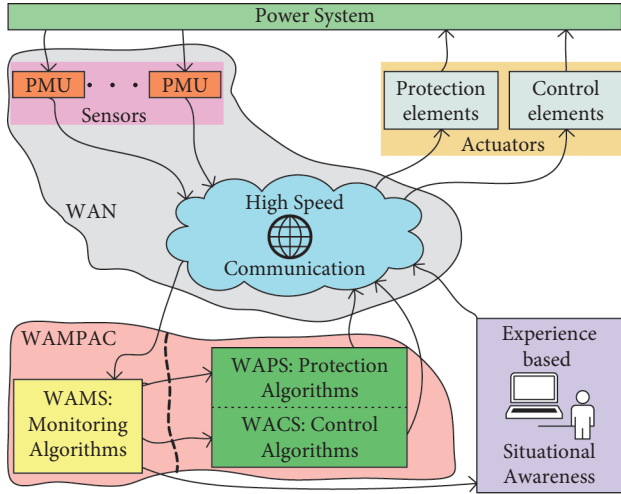 Power System
PMU
PMU
Sensors
Protection
elements
Control
elements
Actuators
WAN
High Speed
Communication
WAMPAC
WAMS:
Monitoring
Algorithms
WAPS: Protection
Algorithms
WACS: Control
Algorithms
Experience
based
Situational
Awareness